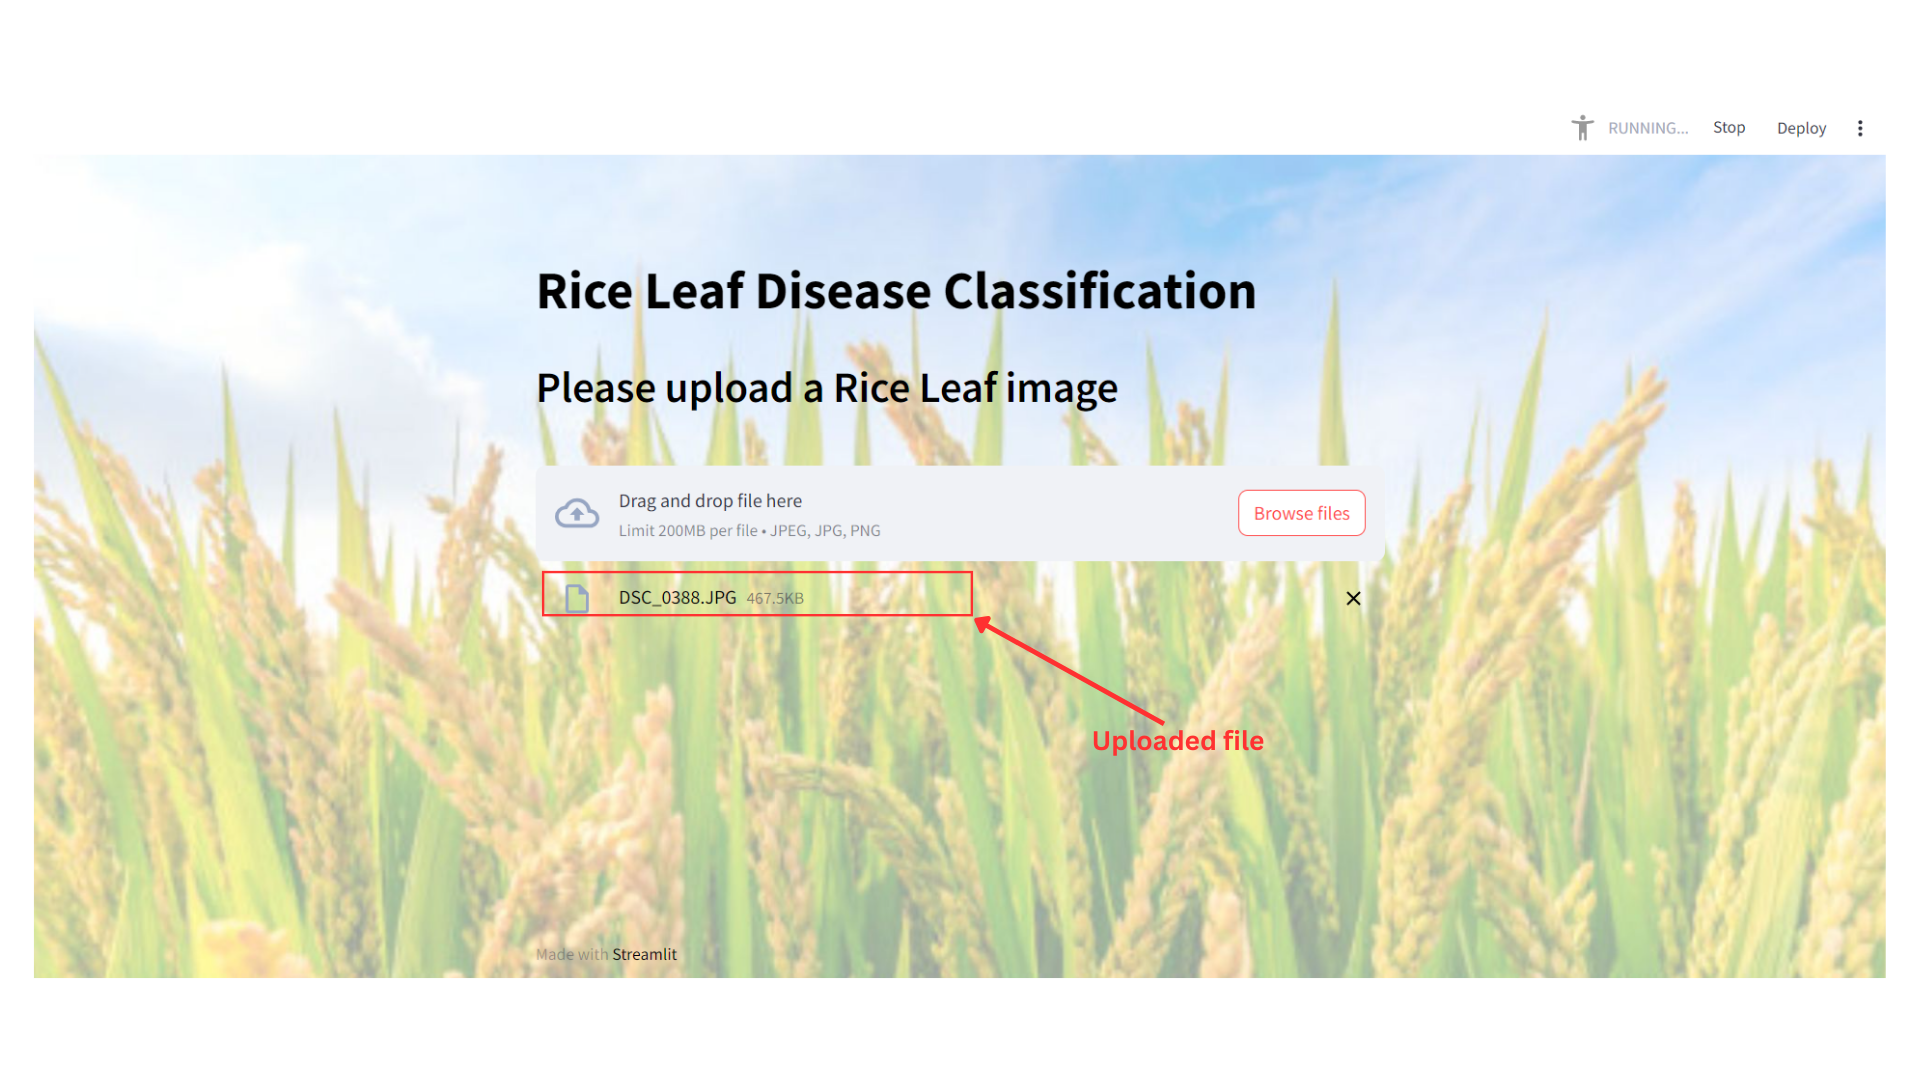 RUNNING... Stop Deploy
Rice Leaf Disease Classification
Please upload a Rice Leaf image
Drag and drop file here
Limit 200MB per file • JPEG, JPG, PNG
Browse files
DSC_0388.JPG 467.5KB
Uploaded file
Made with Streamlit